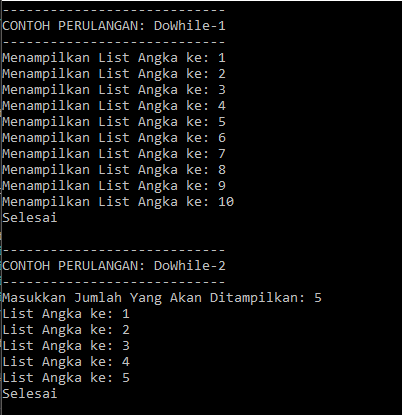 ----------------------------
CONTOH PERULANGAN: DoWhile-1
----------------------------
Menampilkan List Angka ke: 1
Menampilkan List Angka ke: 2
Menampilkan List Angka ke: 3
Menampilkan List Angka ke: 4
Menampilkan List Angka ke: 5
Menampilkan List Angka ke: 6
Menampilkan List Angka ke: 7
Menampilkan List Angka ke: 8
Menampilkan List Angka ke: 9
Menampilkan List Angka ke: 10
Selesai

----------------------------
CONTOH PERULANGAN: DoWhile-2
----------------------------
Masukkan Jumlah Yang Akan Ditampilkan: 5
List Angka ke: 1
List Angka ke: 2
List Angka ke: 3
List Angka ke: 4
List Angka ke: 5
Selesai